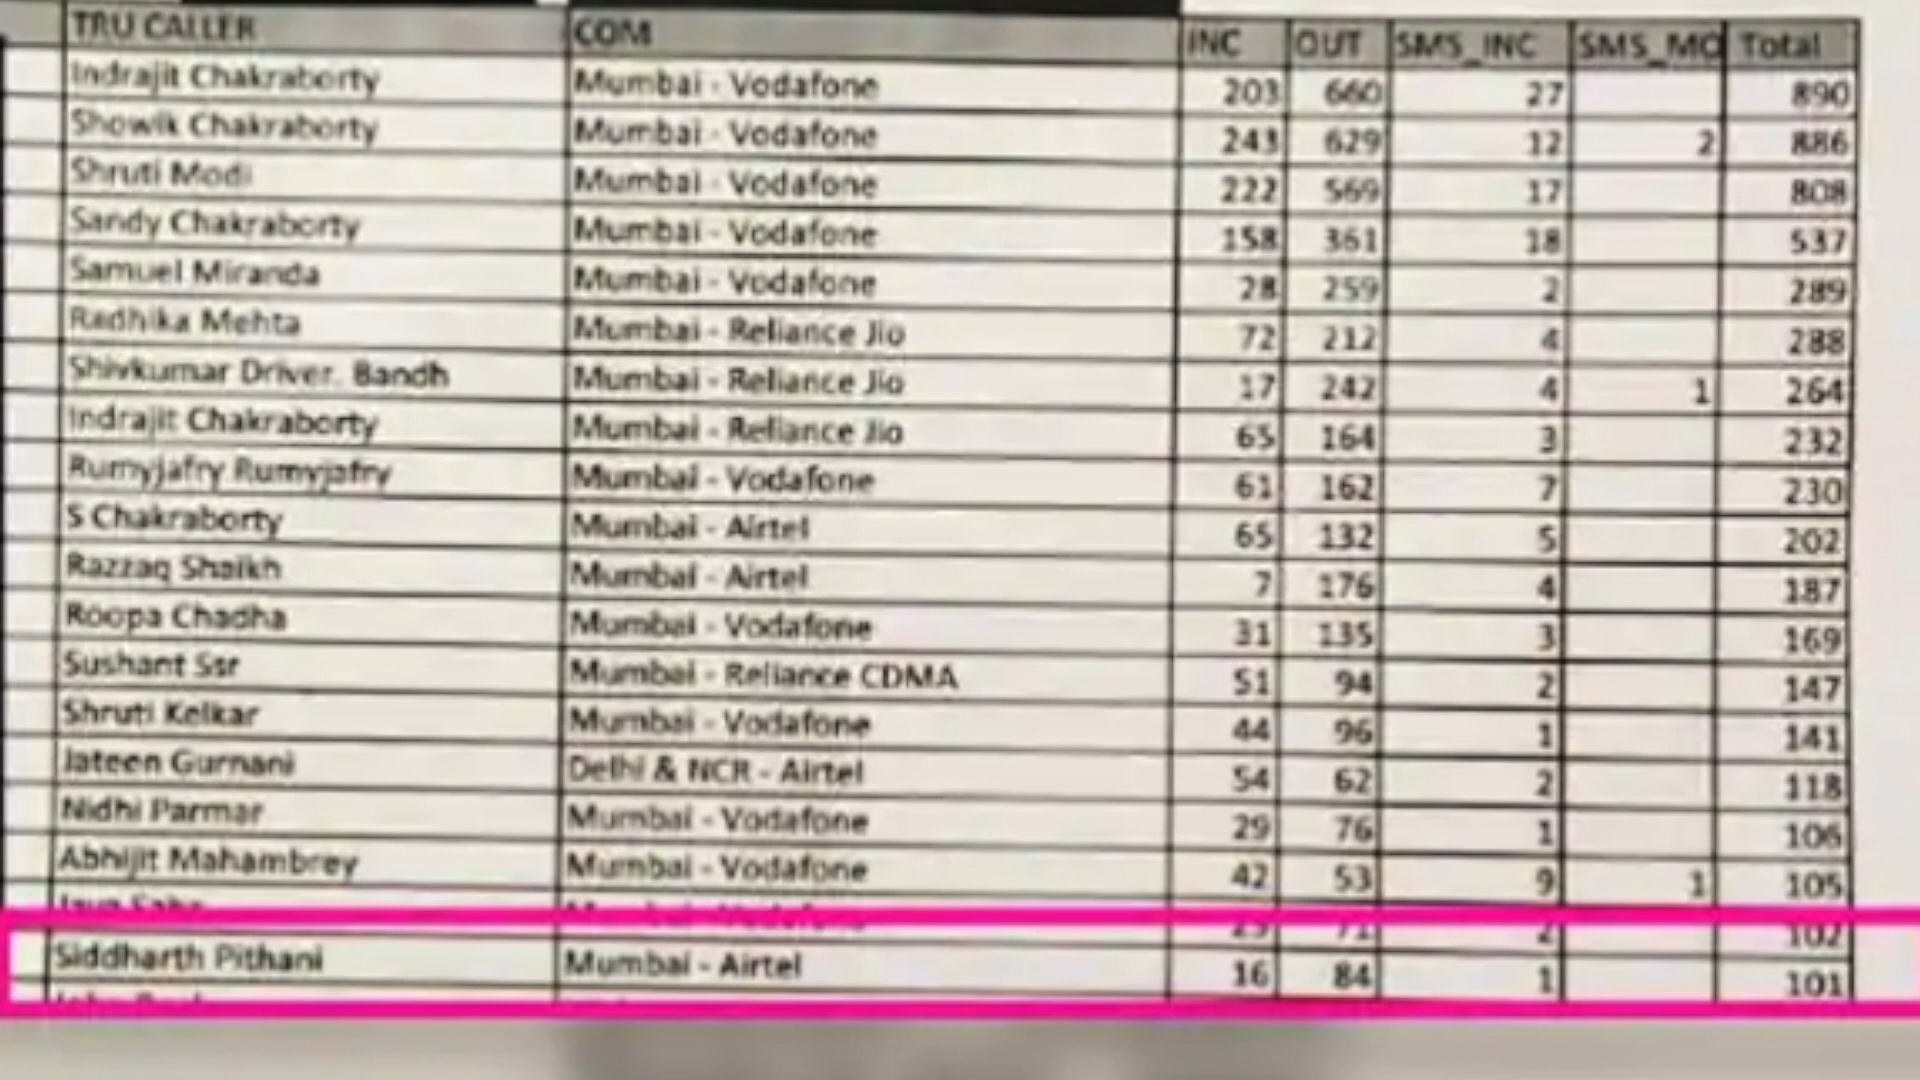 TRU CALLER COM INC OUT SMS_INC SMS_MO Total
Indrajit Chakraborty Mumbai - Vodafone 203 660 27 890
Showik Chakraborty Mumbai - Vodafone 243 629 12 2 886
Shruti Modi Mumbai - Vodafone 222 569 17 808
Sandy Chakraborty Mumbai - Vodafone 158 361 18 537
Samuel Miranda Mumbai - Vodafone 28 259 2 289
Radhika Mehta Mumbai - Reliance Jio 72 212 4 288
Shivkumar Driver. Bandh Mumbai - Reliance Jio 17 242 4 1 264
Indrajit Chakraborty Mumbai - Reliance Jio 65 164 3 232
Rumyjafry Rumyjafry Mumbai - Vodafone 61 162 7 230
S Chakraborty Mumbai - Airtel 65 132 5 202
Razzaq Shaikh Mumbai - Airtel 7 176 4 187
Roopa Chadha Mumbai - Vodafone 31 135 3 169
Sushant Ssr Mumbai - Reliance CDMA 51 94 2 147
Shruti Kelkar Mumbai - Vodafone 44 96 1 141
Jateen Gurnani Delhi & NCR - Airtel 54 62 2 118
Nidhi Parmar Mumbai - Vodafone 29 76 1 106
Abhijit Mahambrey Mumbai - Vodafone 42 53 9 1 105
Mumbai - Vodafone 71 2 102
Siddharth Pithani Mumbai - Airtel 16 84 1 101